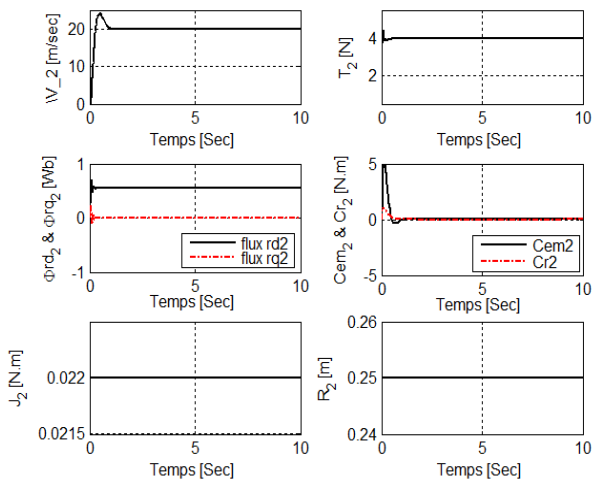 20
10
0
\V_2 [m/sec]
0 5 10
Temps [Sec]
4
2
T_2 [N]
0 5 10
Temps [Sec]
1
0
-1
Φrd_2 & Φrq_2 [Wb]
flux rd2
flux rq2
0 5 10
Temps [Sec]
5
0
-5
Cem_2 & Cr_2 [N.m]
Cem2
Cr2
0 5 10
Temps [Sec]
0.022
0.0215
J_2 [N.m]
0 5 10
Temps [Sec]
0.26
0.25
0.24
R_2 [m]
0 5 10
Temps [Sec]